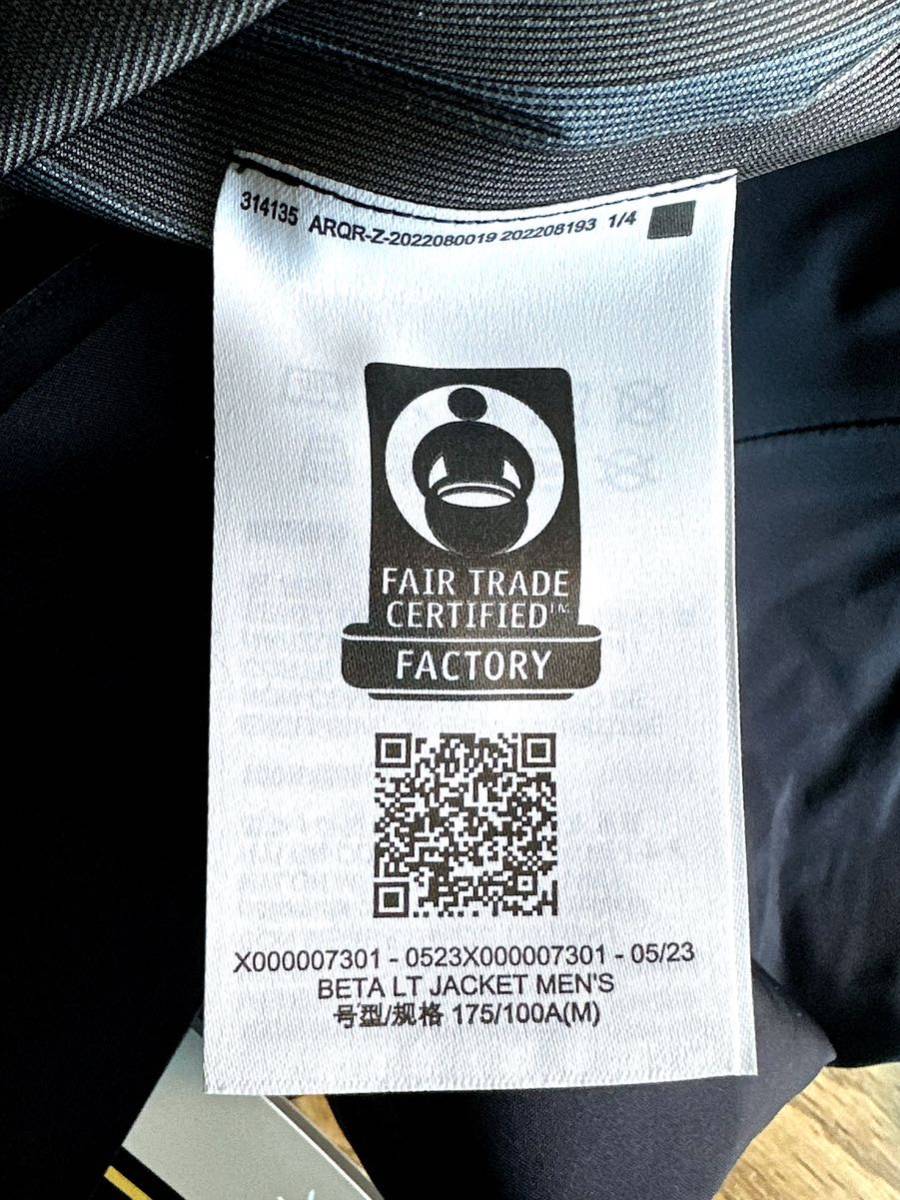 314135 ARQR-Z-2022080019 202208193 1/4
FAIR TRADE
CERTIFIED™
FACTORY
X000007301 - 0523X000007301 - 05/23
BETA LT JACKET MEN'S
号型/规格 175/100A(M)